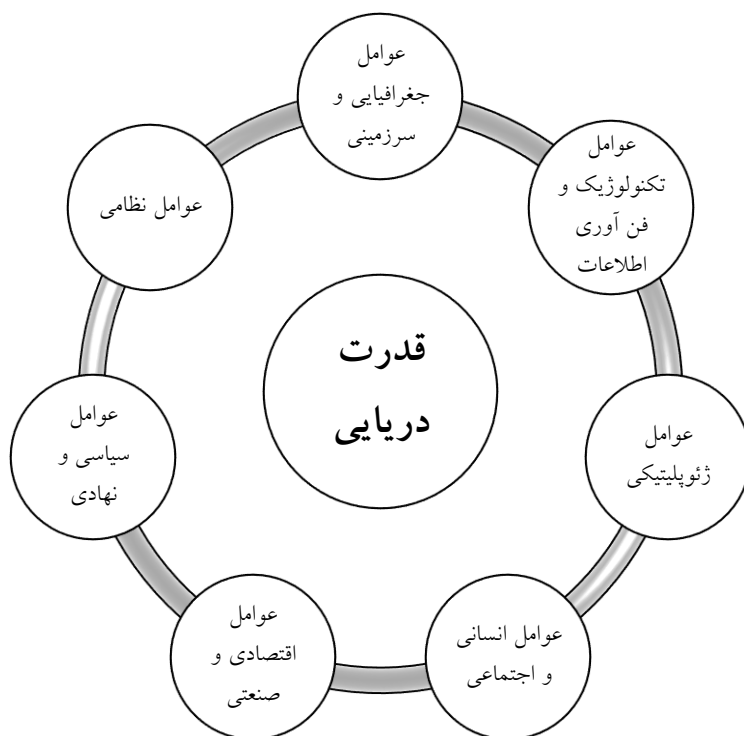 عوامل
جغرافیایی و
سرزمینی
عوامل
تکنولوژیک و
فن آوری
اطلاعات
عوامل
ژئوپلیتیکی
عوامل انسانی
و اجتماعی
عوامل
اقتصادی و
صنعتی
عوامل
سیاسی و
نهادی
عوامل نظامی
قدرت
دریایی